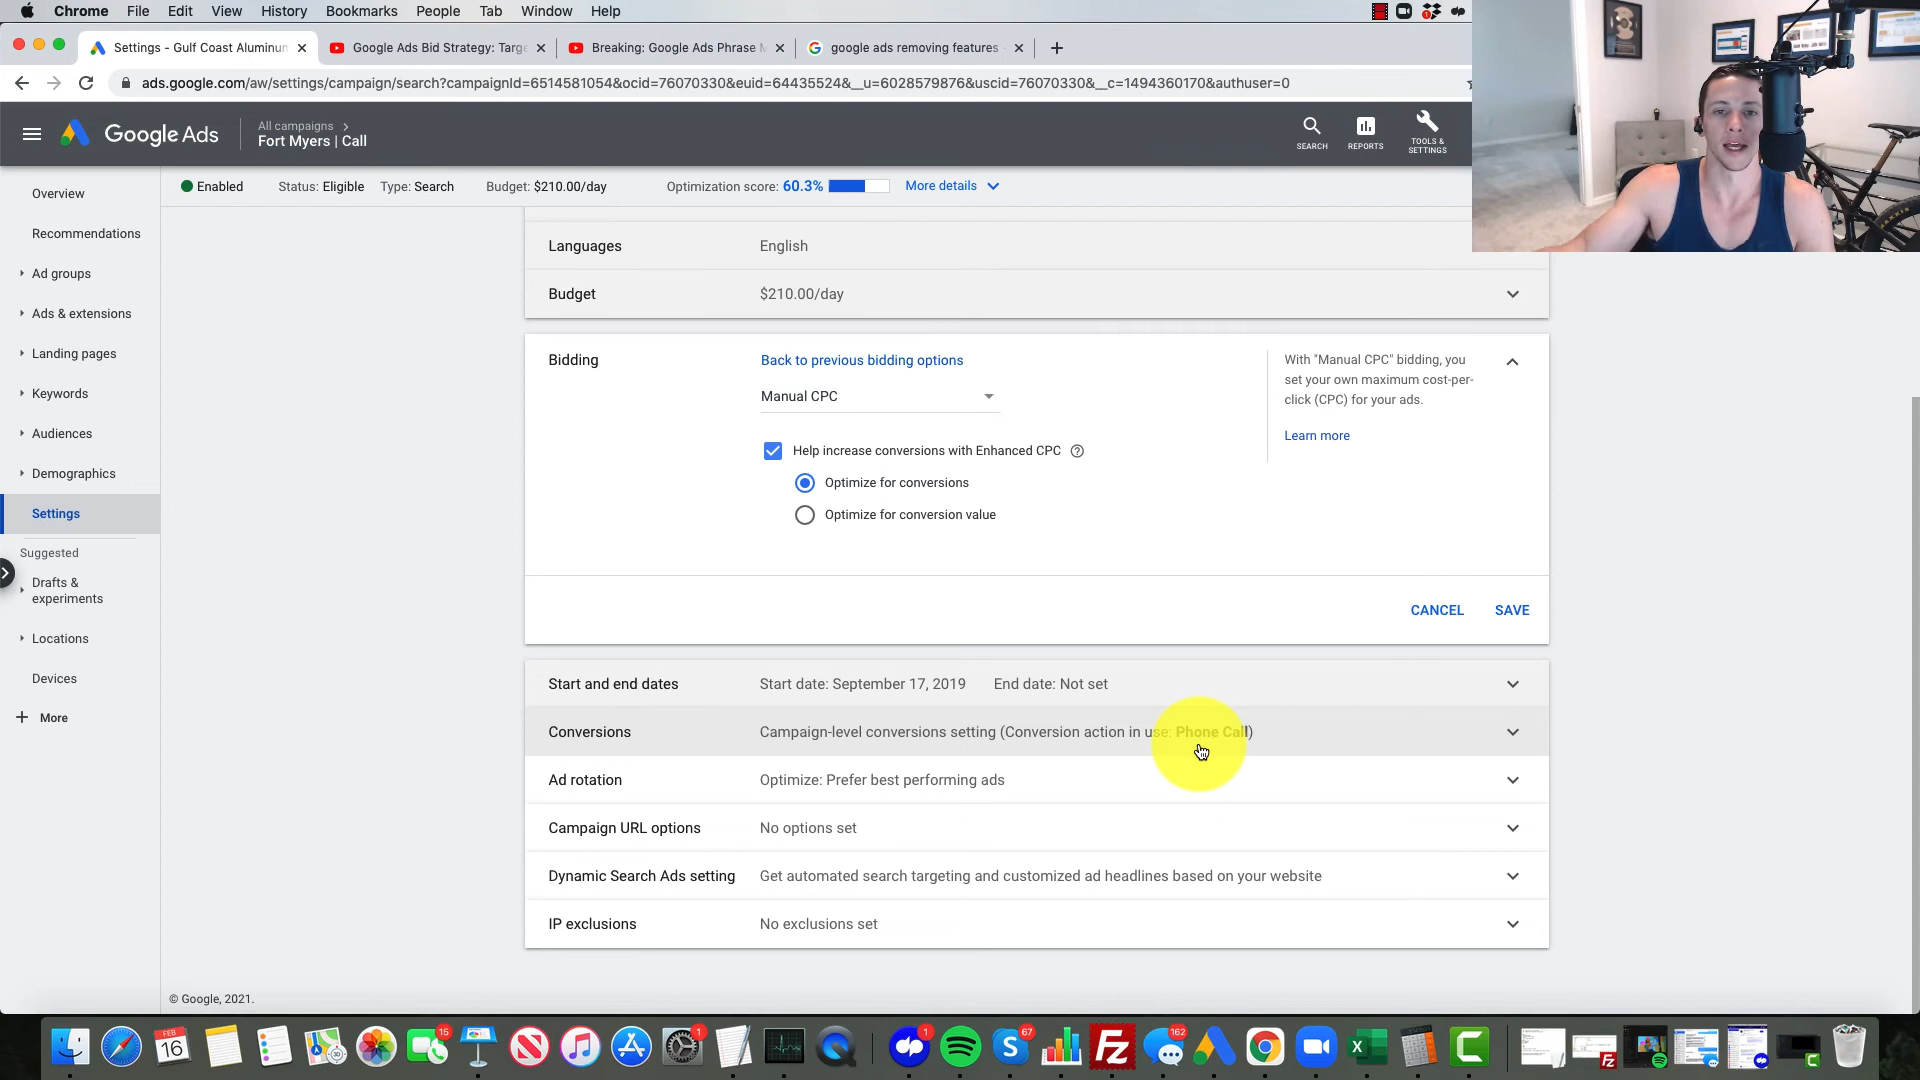 Chrome File Edit View History Bookmarks People Tab Window Help
Settings - Gulf Coast Aluminum
Google Ads Bid Strategy: Targe
Breaking: Google Ads Phrase M
google ads removing features -
ads.google.com/aw/settings/campaign/search?campaignId=6514581054&ocid=76070330&euid=64435524&__u=6028579876&uscid=76070330&__c=1494360170&authuser=0
Google Ads
All campaigns
Fort Myers | Call
SEARCH
REPORTS
TOOLS &
SETTINGS
Enabled Status: Eligible Type: Search Budget: $210.00/day Optimization score: 60.3% More details
Overview
Recommendations
Ad groups
Ads & extensions
Landing pages
Keywords
Audiences
Demographics
Settings
Suggested
Drafts &
experiments
Locations
Devices
+ More
Languages English
Budget $210.00/day
Bidding
Back to previous bidding options
Manual CPC
Help increase conversions with Enhanced CPC
Optimize for conversions
Optimize for conversion value
With "Manual CPC" bidding, you
set your own maximum cost-per-
click (CPC) for your ads.
Learn more
CANCEL SAVE
Start and end dates Start date: September 17, 2019 End date: Not set
Conversions Campaign-level conversions setting (Conversion action in use: Phone Call)
Ad rotation Optimize: Prefer best performing ads
Campaign URL options No options set
Dynamic Search Ads setting Get automated search targeting and customized ad headlines based on your website
IP exclusions No exclusions set
© Google, 2021.
FEB
16
15
1
1
67
162